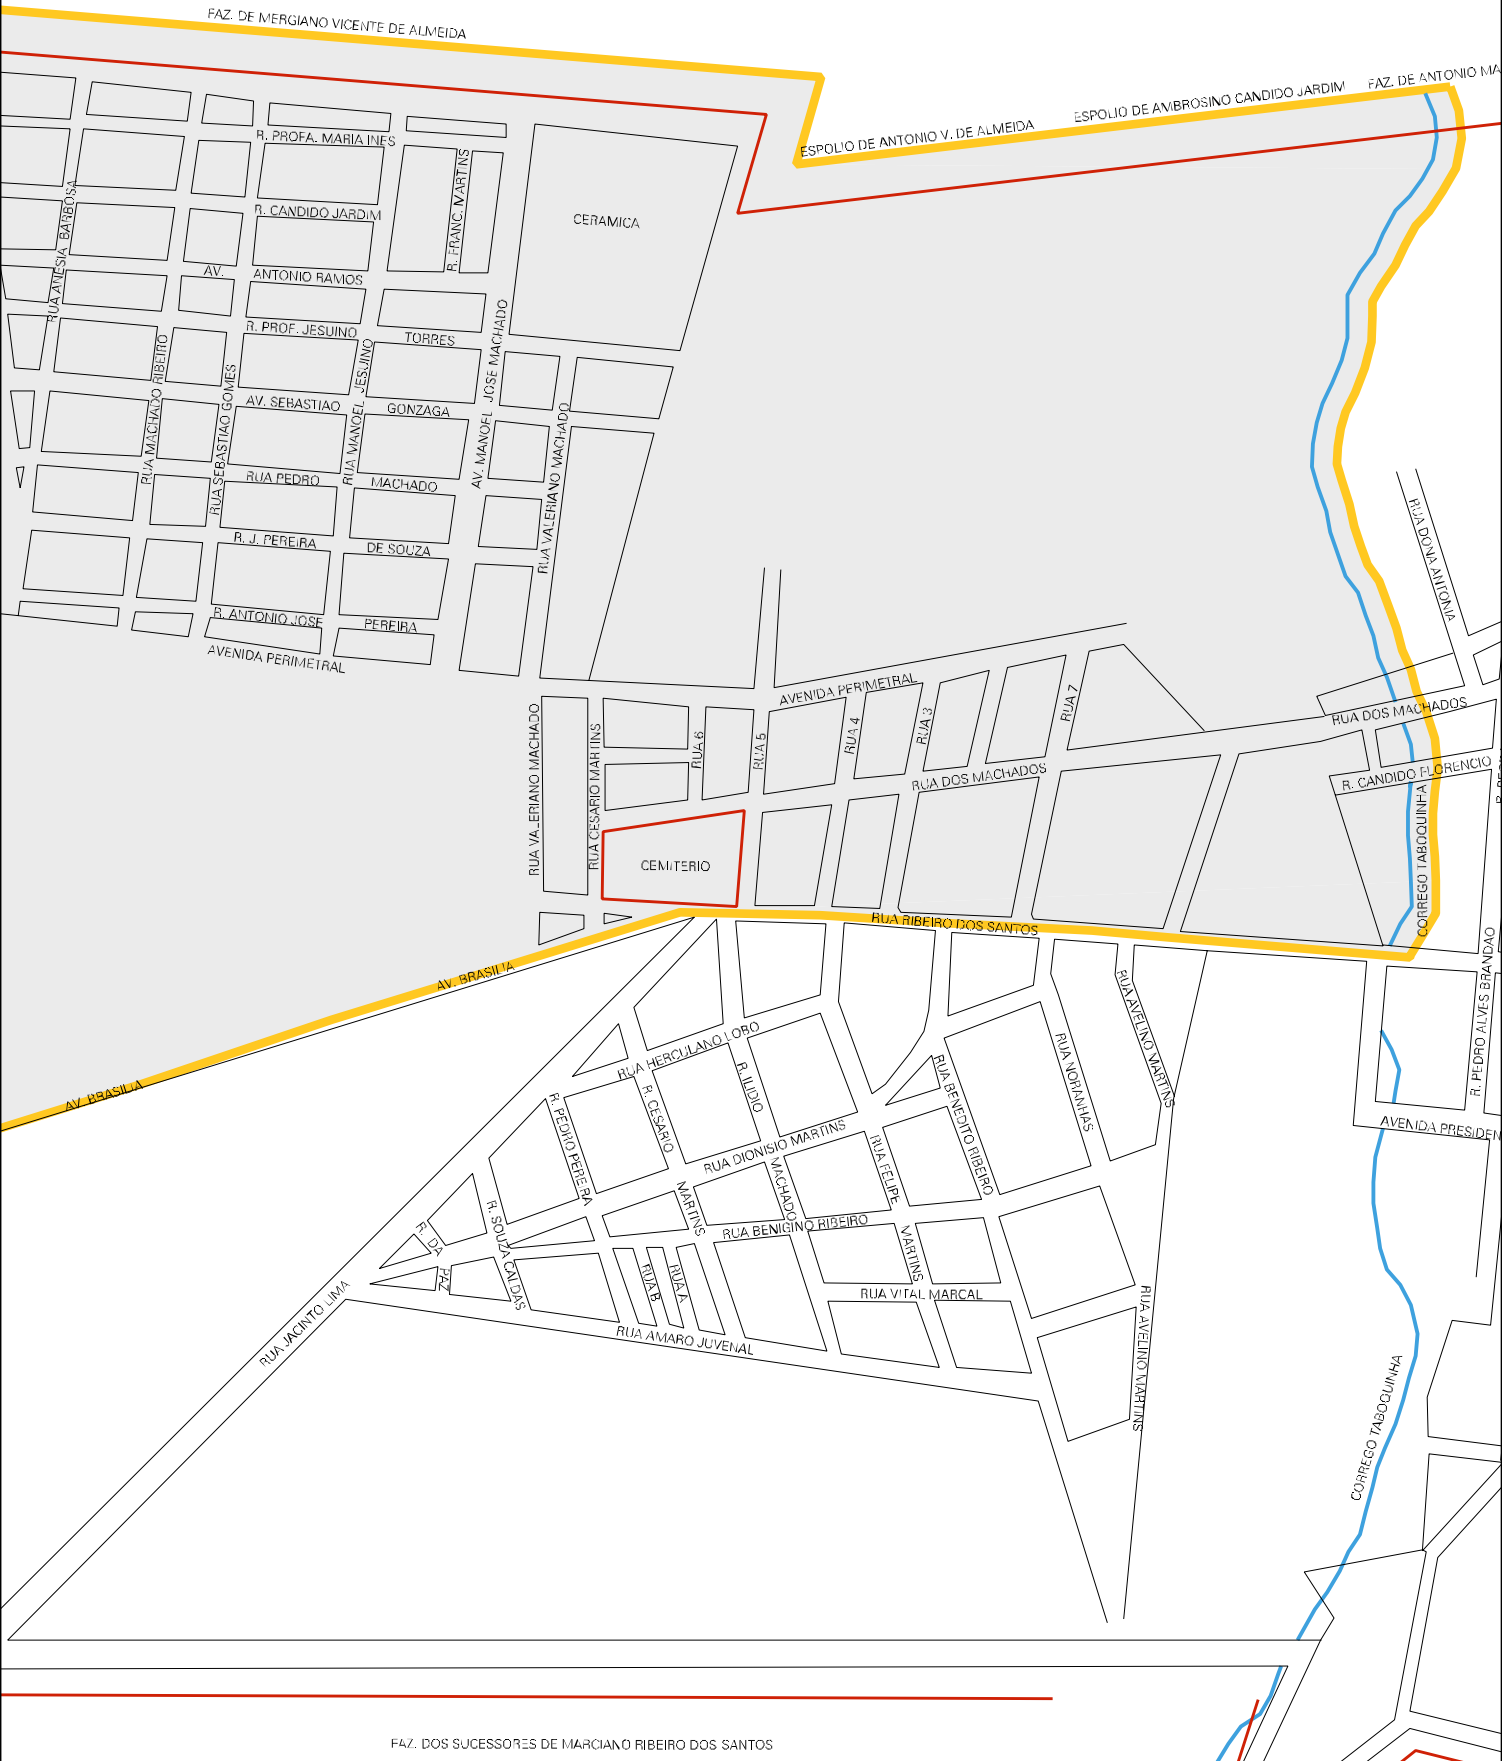 FAZ. DE MERGIANO VICENTE DE ALMEIDA
FAZ. DE ANTONIO MA
ESPOLIO DE AMBROSINO CANDIDO JARDIM
ESPOLIO DE ANTONIO V. DE ALMEIDA
R. PROFA. MARIA INES
R. FRANC. MARTINS
CERAMICA
RUA ANESIA BARBOSA
R. CANDIDO JARDIM
AV. ANTONIO RAMOS
R. PROF. JESUINO TORRES
RUA MACHADO RIBEIRO
RUA SEBASTIAO GOMES
RUA MANOEL JESUINO
AV. MANOEL JOSE MACHADO
AV. SEBASTIAO GONZAGA
RUA VALERIANO MACHADO
RUA PEDRO MACHADO
R. J. PEREIRA DE SOUZA
RUA DONA ANTONIA
R. ANTONIO JOSE PEREIRA
AVENIDA PERIMETRAL
AVENIDA PERIMETRAL
RUA VALERIANO MACHADO
RUA CESARIO MARTINS
RUA 6
RUA 5
RUA 4
RUA 3
RUA 7
RUA DOS MACHADOS
RUA DOS MACHADOS
R. CANDIDO FLORENCIO
CORREGO TABOQUINHA
CEMITERIO
RUA RIBEIRO DOS SANTOS
AV. BRASILIA
AV. BRASILIA
R. PEDRO ALVES BRANDAO
RUA AVELINO MARTINS
RUA NORANHAS
RUA HERCULANO LOBO
R. ILIDIO MACHADO
R. CESARIO MARTINS
R. PEDRO PEREIRA
RUA BENEDITO RIBEIRO
AVENIDA PRESIDEN
RUA DIONISIO MARTINS
RUA FELIPE MARTINS
R. SOUZA CALDAS
R. DA PAZ
RUA BENIGINO RIBEIRO
RUA B
RUA A
RUA VITAL MARCAL
RUA JACINTO LIMA
RUA AMARO JUVENAL
RUA AVELINO MARTINS
CORREGO TABOQUINHA
FAZ. DOS SUCESSORES DE MARCIANO RIBEIRO DOS SANTOS